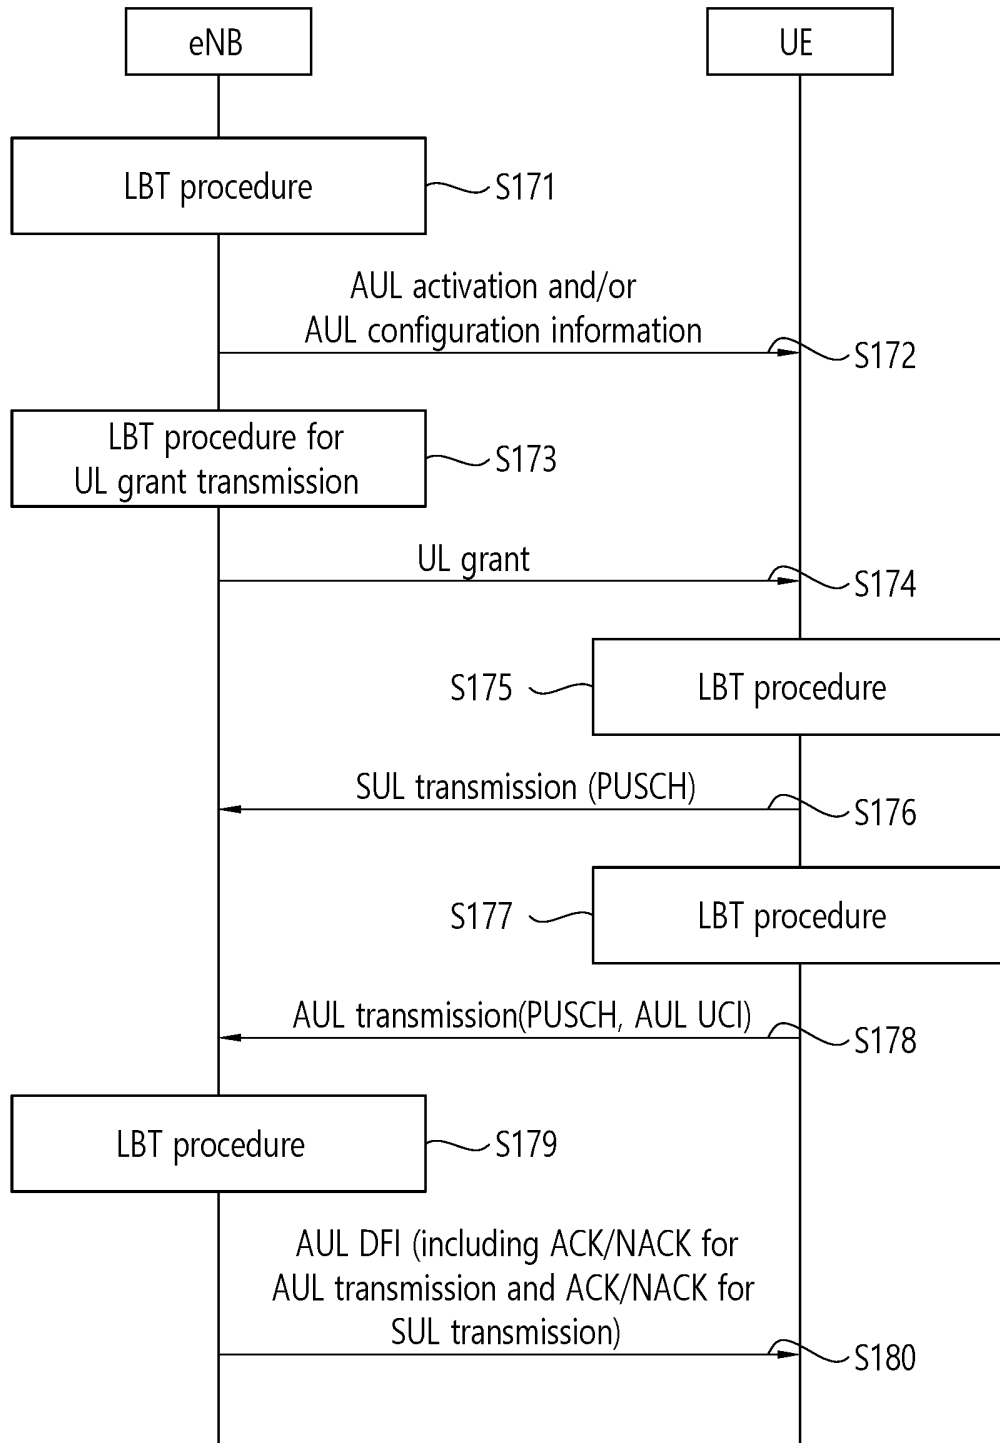 eNB
UE
LBT procedure
S171
AUL activation and/or
AUL configuration information
S172
LBT procedure for
UL grant transmission
S173
UL grant
S174
S175
LBT procedure
SUL transmission (PUSCH)
S176
S177
LBT procedure
AUL transmission(PUSCH, AUL UCI)
S178
LBT procedure
S179
AUL DFI (including ACK/NACK for
AUL transmission and ACK/NACK for
SUL transmission)
S180